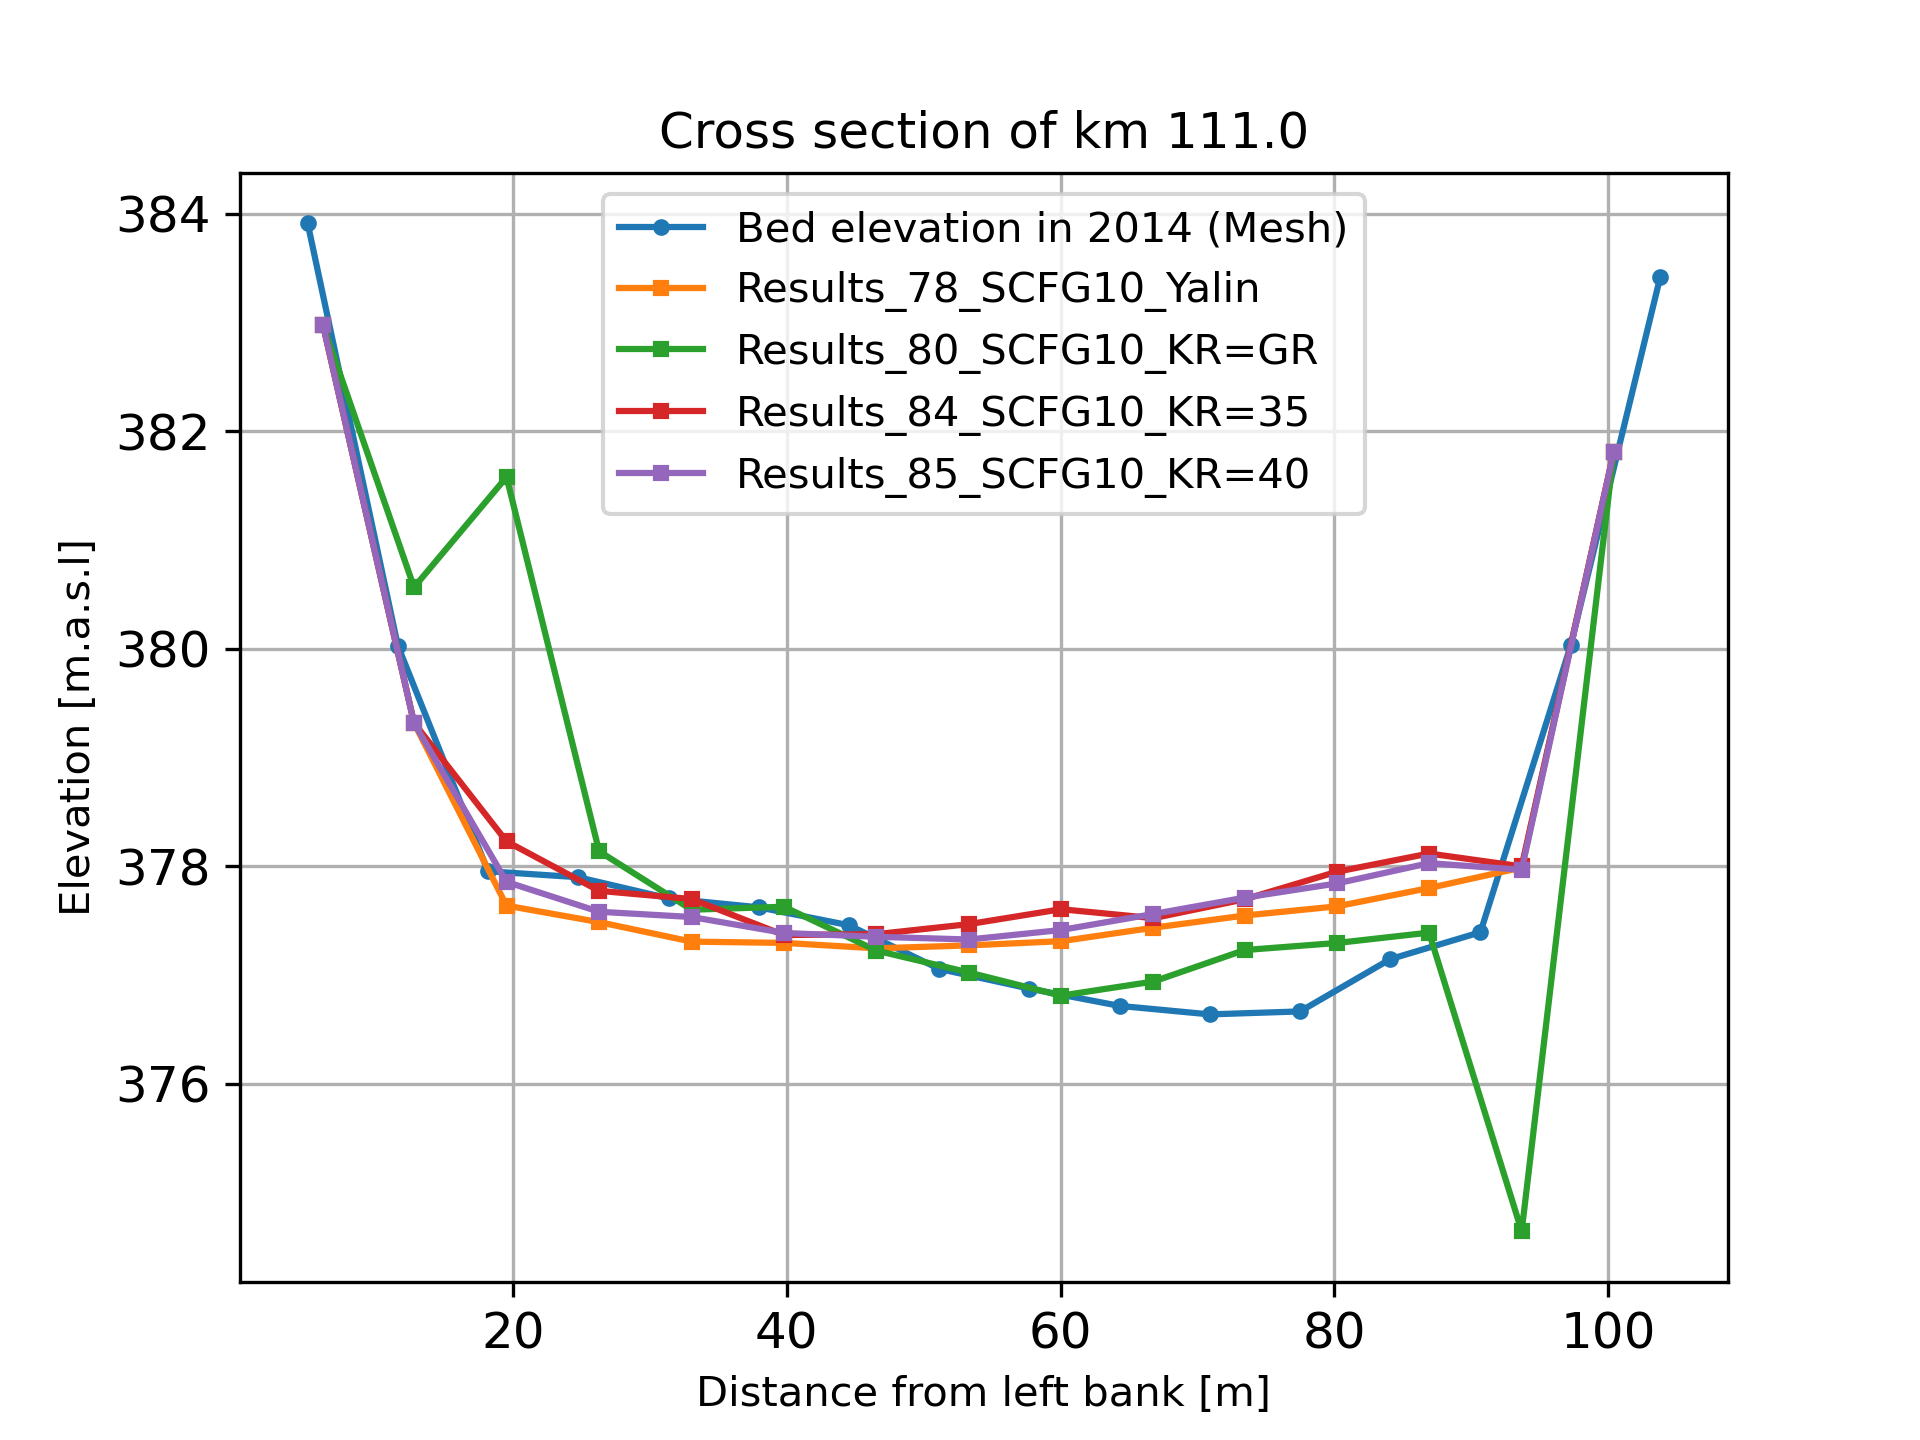 Cross section of km 111.0
Bed elevation in 2014 (Mesh)
Results_78_SCFG10_Yalin
Results_80_SCFG10_KR=GR
Results_84_SCFG10_KR=35
Results_85_SCFG10_KR=40
384
382
380
378
376
Elevation [m.a.s.l]
20 40 60 80 100
Distance from left bank [m]